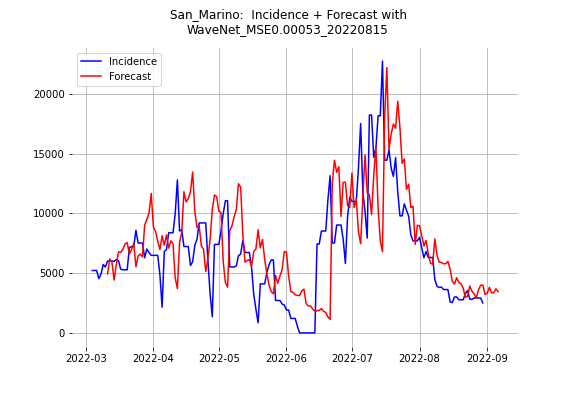 San_Marino:  Incidence + Forecast with
WaveNet_MSE0.00053_20220815
Incidence
Forecast
20000
15000
10000
5000
0
2022-03 2022-04 2022-05 2022-06 2022-07 2022-08 2022-09